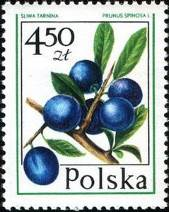 ŚLIWA TARNINA PRUNUS SPINOSA L.
4.50
zł
Polska